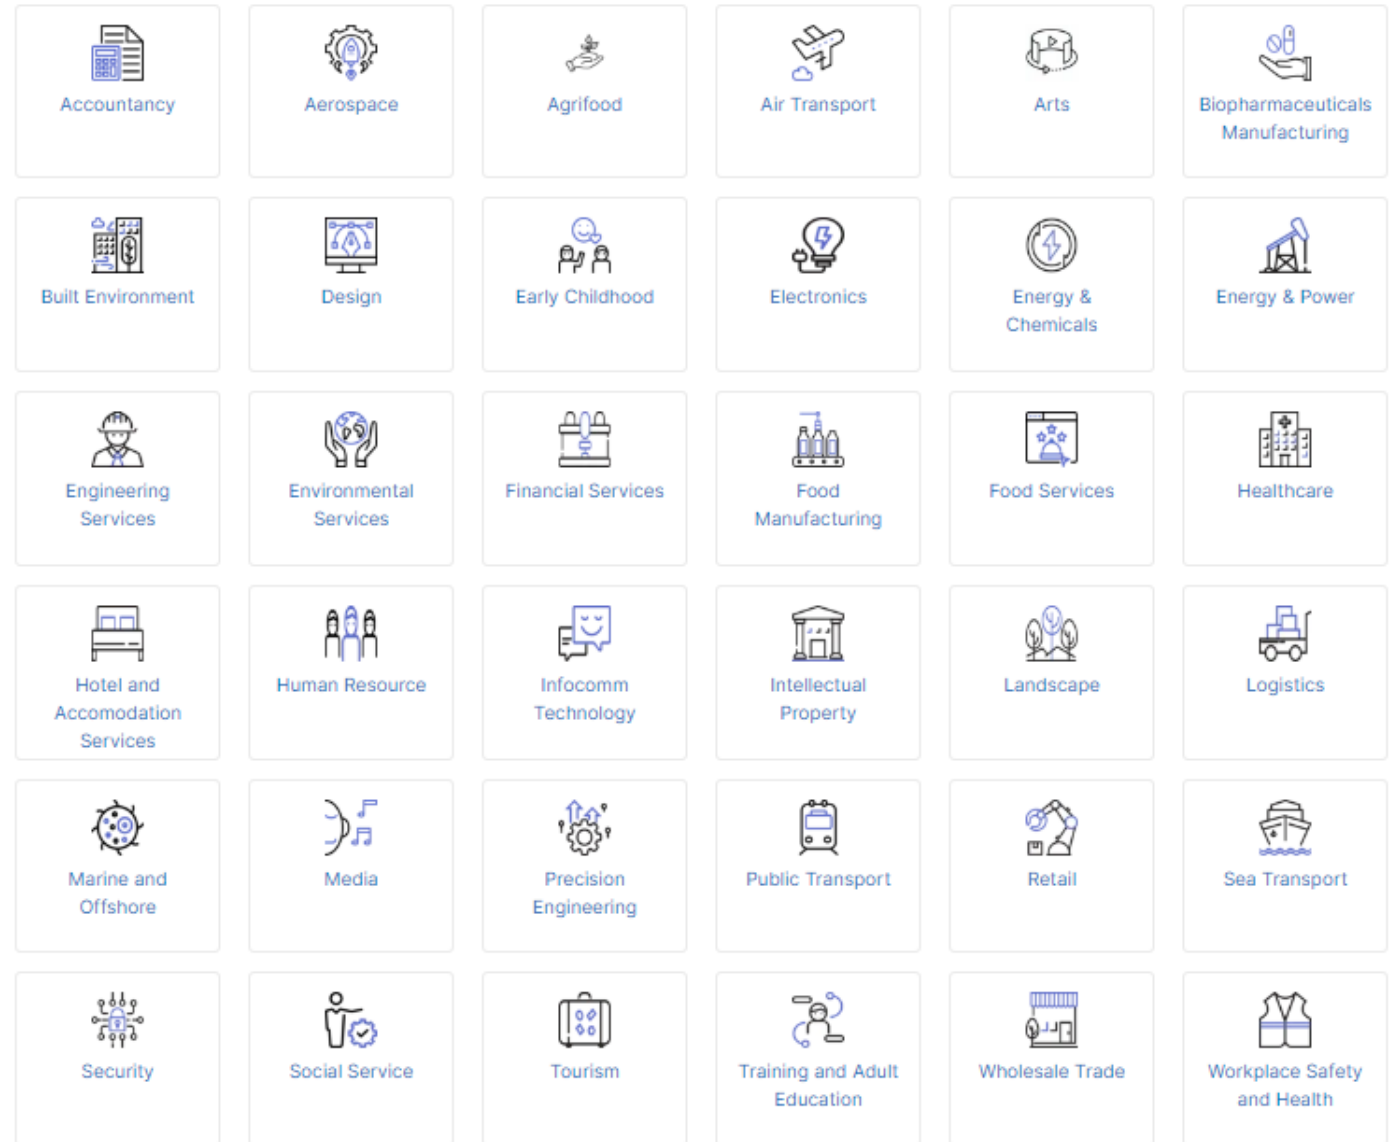 Accountancy
Aerospace
Agrifood
Air Transport
Arts
Biopharmaceuticals
Manufacturing
Built Environment
Design
Early Childhood
Electronics
Energy &
Chemicals
Energy & Power
Engineering
Services
Environmental
Services
Financial Services
Food
Manufacturing
Food Services
Healthcare
Hotel and
Accomodation
Services
Human Resource
Infocomm
Technology
Intellectual
Property
Landscape
Logistics
Marine and
Offshore
Media
Precision
Engineering
Public Transport
Retail
Sea Transport
Security
Social Service
Tourism
Training and Adult
Education
Wholesale Trade
Workplace Safety
and Health